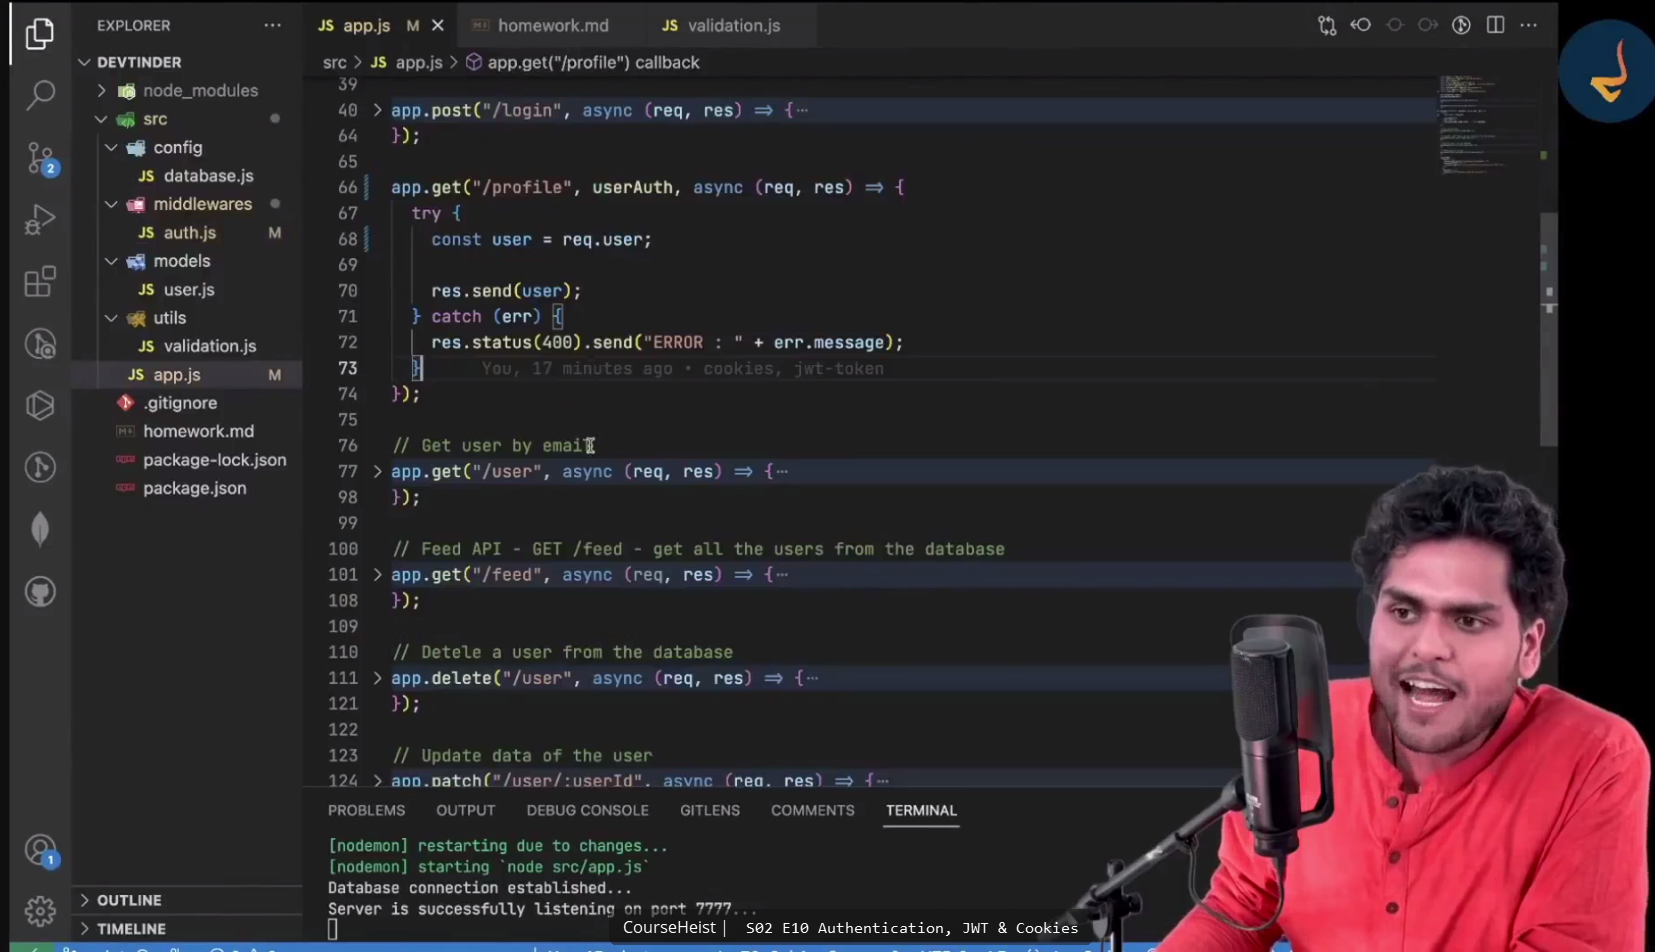 EXPLORER
app.js M
homework.md
validation.js
DEVTINDER
src > app.js > app.get("/profile") callback
node_modules
src
config
database.js
middlewares
auth.js M
models
user.js
utils
validation.js
app.js M
.gitignore
homework.md
package-lock.json
package.json
OUTLINE
TIMELINE
2
1
39
40 app.post("/login", async (req, res) => {···
64 });
65
66 app.get("/profile", userAuth, async (req, res) => {
67 try {
68 const user = req.user;
69
70 res.send(user);
71 } catch (err) {
72 res.status(400).send("ERROR : " + err.message);
73 } You, 17 minutes ago • cookies, jwt-token
74 });
75
76 // Get user by email
77 app.get("/user", async (req, res) => {···
98 });
99
100 // Feed API - GET /feed - get all the users from the database
101 app.get("/feed", async (req, res) => {···
108 });
109
110 // Detele a user from the database
111 app.delete("/user", async (req, res) => {···
121 });
122
123 // Update data of the user
124 app.patch("/user/:userId", async (req, res) => {···
PROBLEMS OUTPUT DEBUG CONSOLE GITLENS COMMENTS TERMINAL
[nodemon] restarting due to changes...
[nodemon] starting `node src/app.js`
Database connection established...
Server is successfully listening on port 7777...
CourseHeist | S02 E10 Authentication, JWT & Cookies